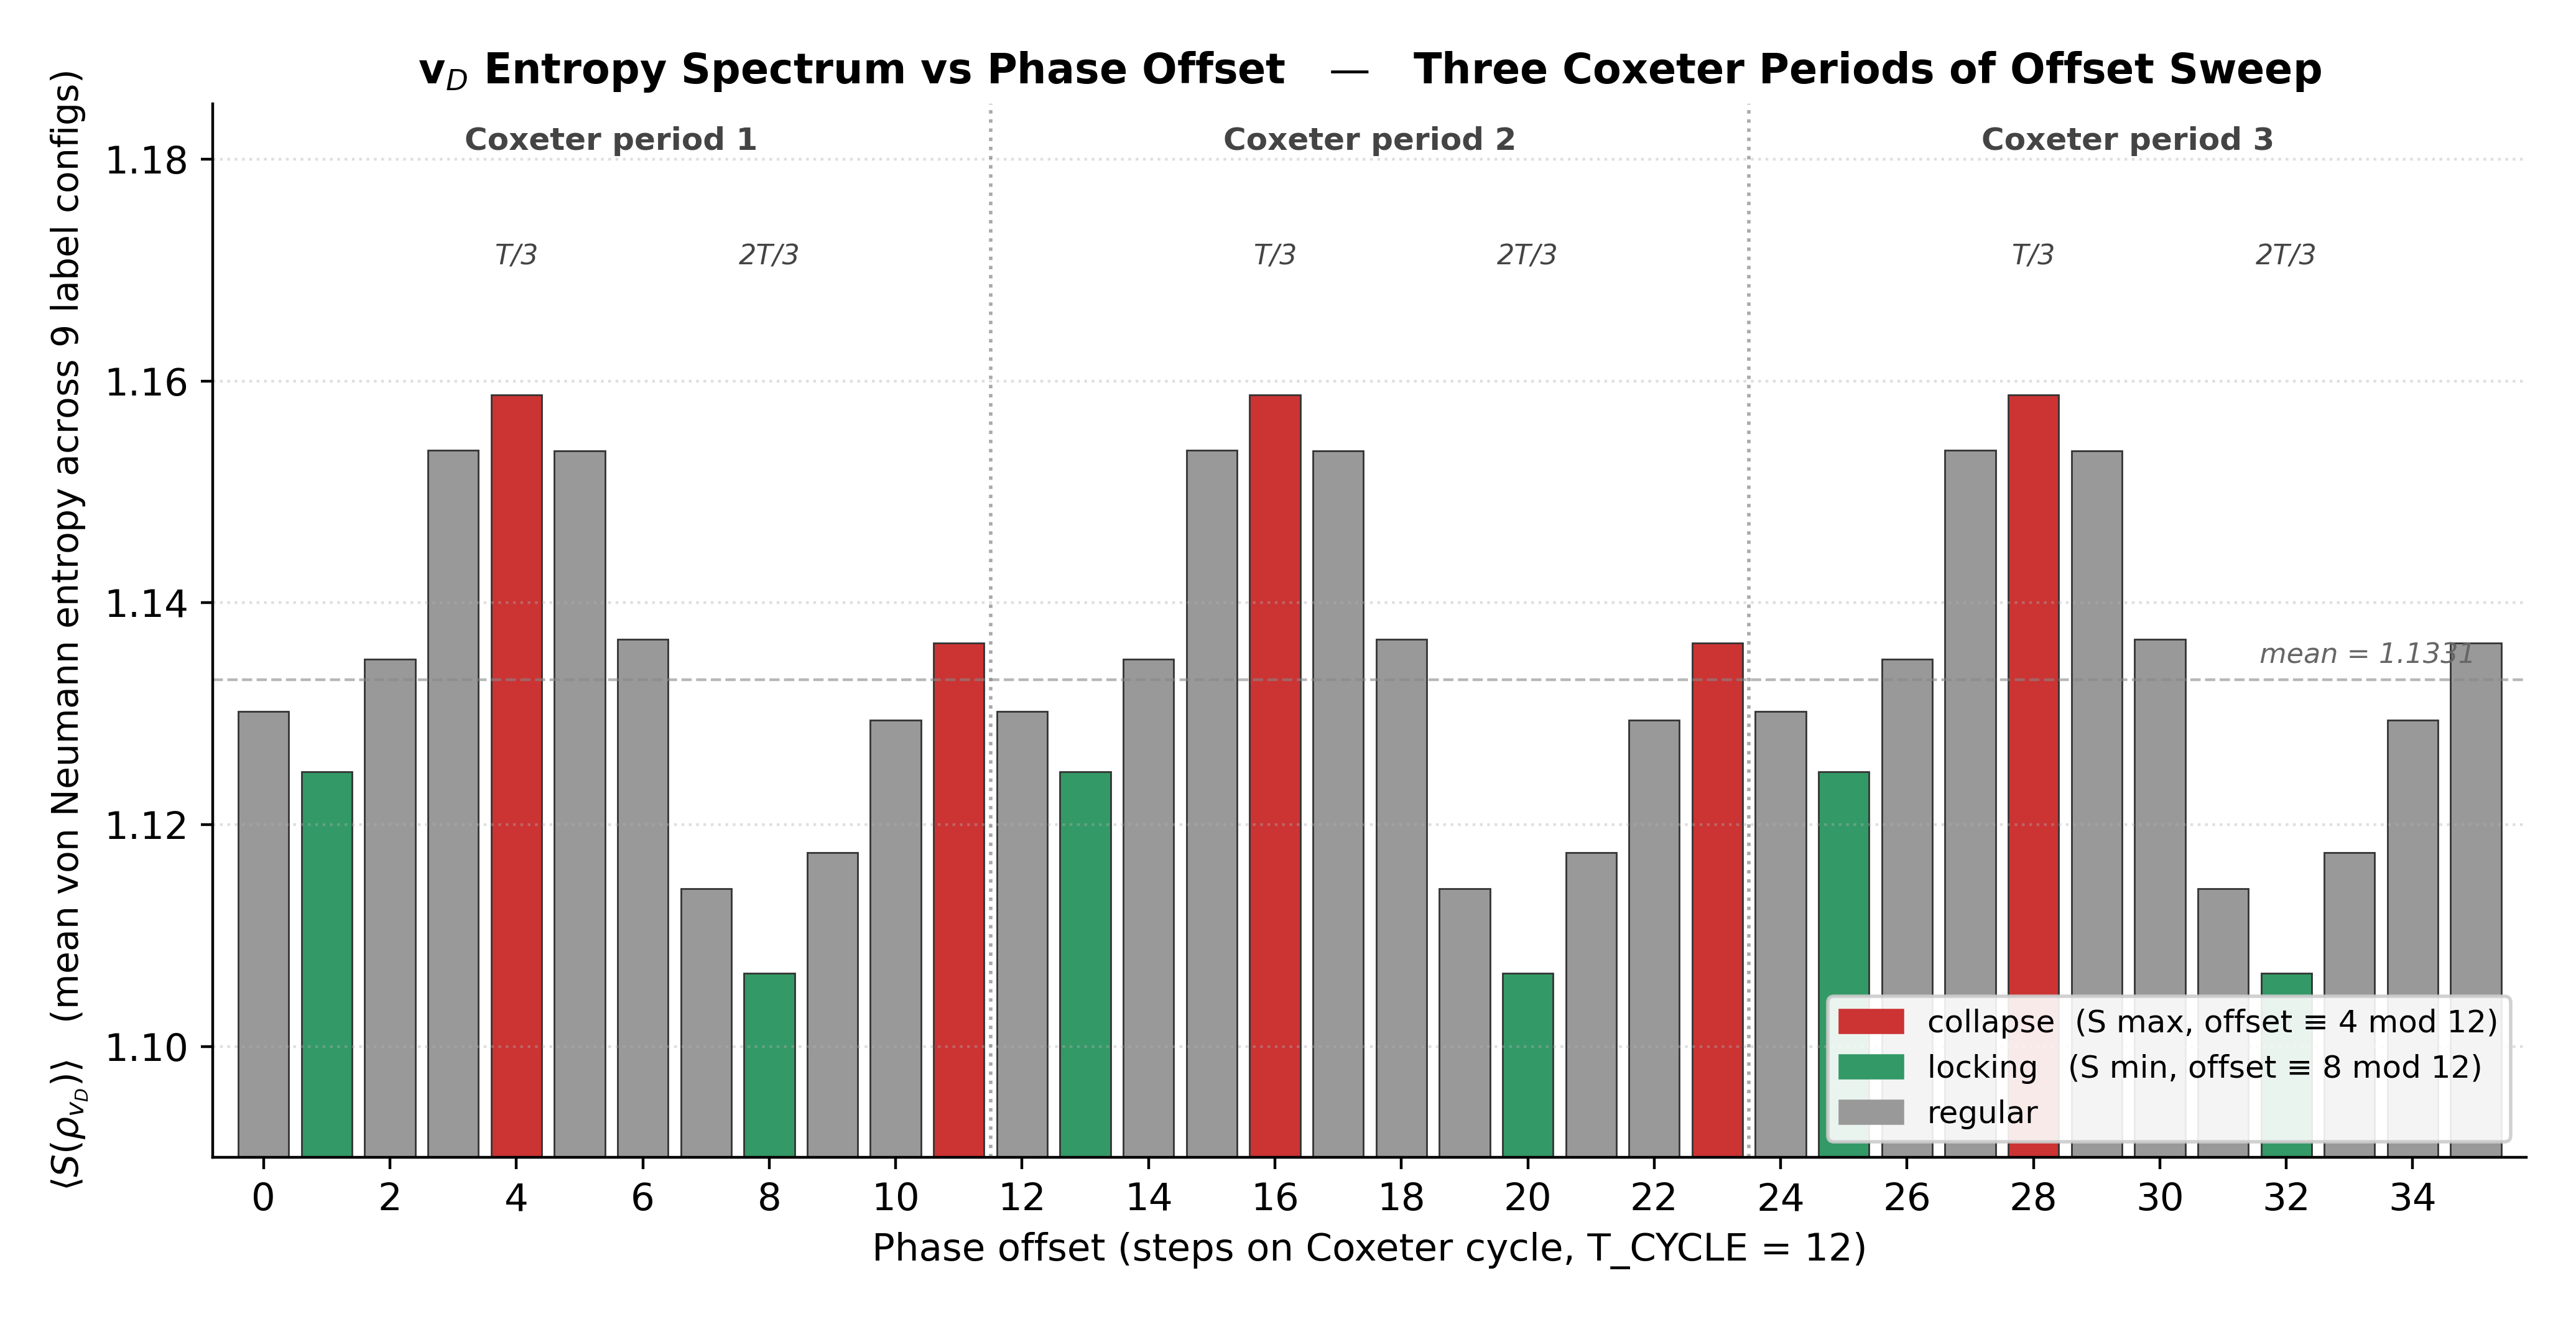 v_D Entropy Spectrum vs Phase Offset — Three Coxeter Periods of Offset Sweep
⟨S(ρ_{v_D})⟩ (mean von Neumann entropy across 9 label configs)
Coxeter period 1
Coxeter period 2
Coxeter period 3
T/3
2T/3
T/3
2T/3
T/3
2T/3
1.18
1.16
1.14
1.12
1.10
mean = 1.1331
collapse (S max, offset ≡ 4 mod 12)
locking (S min, offset ≡ 8 mod 12)
regular
0 2 4 6 8 10 12 14 16 18 20 22 24 26 28 30 32 34
Phase offset (steps on Coxeter cycle, T_CYCLE = 12)